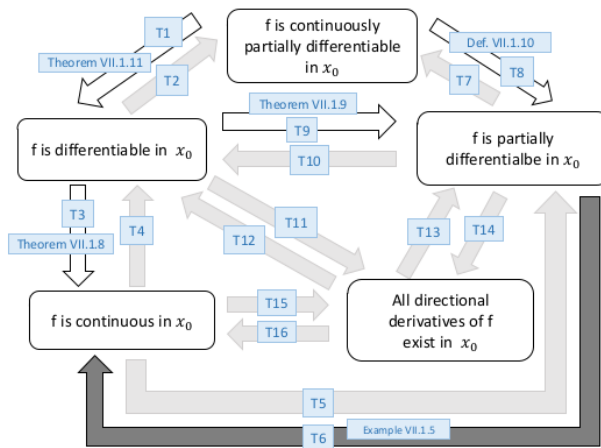 T1
f is continuously
partially differentiable
in x₀
Def. VII.1.10
Theorem VII.1.11
T2
T7
T8
Theorem VII.1.9
T9
f is differentiable in x₀
T10
f is partially
differentialbe in x₀
T3
T4
Theorem VII.1.8
T11
T12
T13
T14
f is continuous in x₀
T15
T16
All directional
derivatives of f
exist in x₀
T5
Example VII.1.5
T6